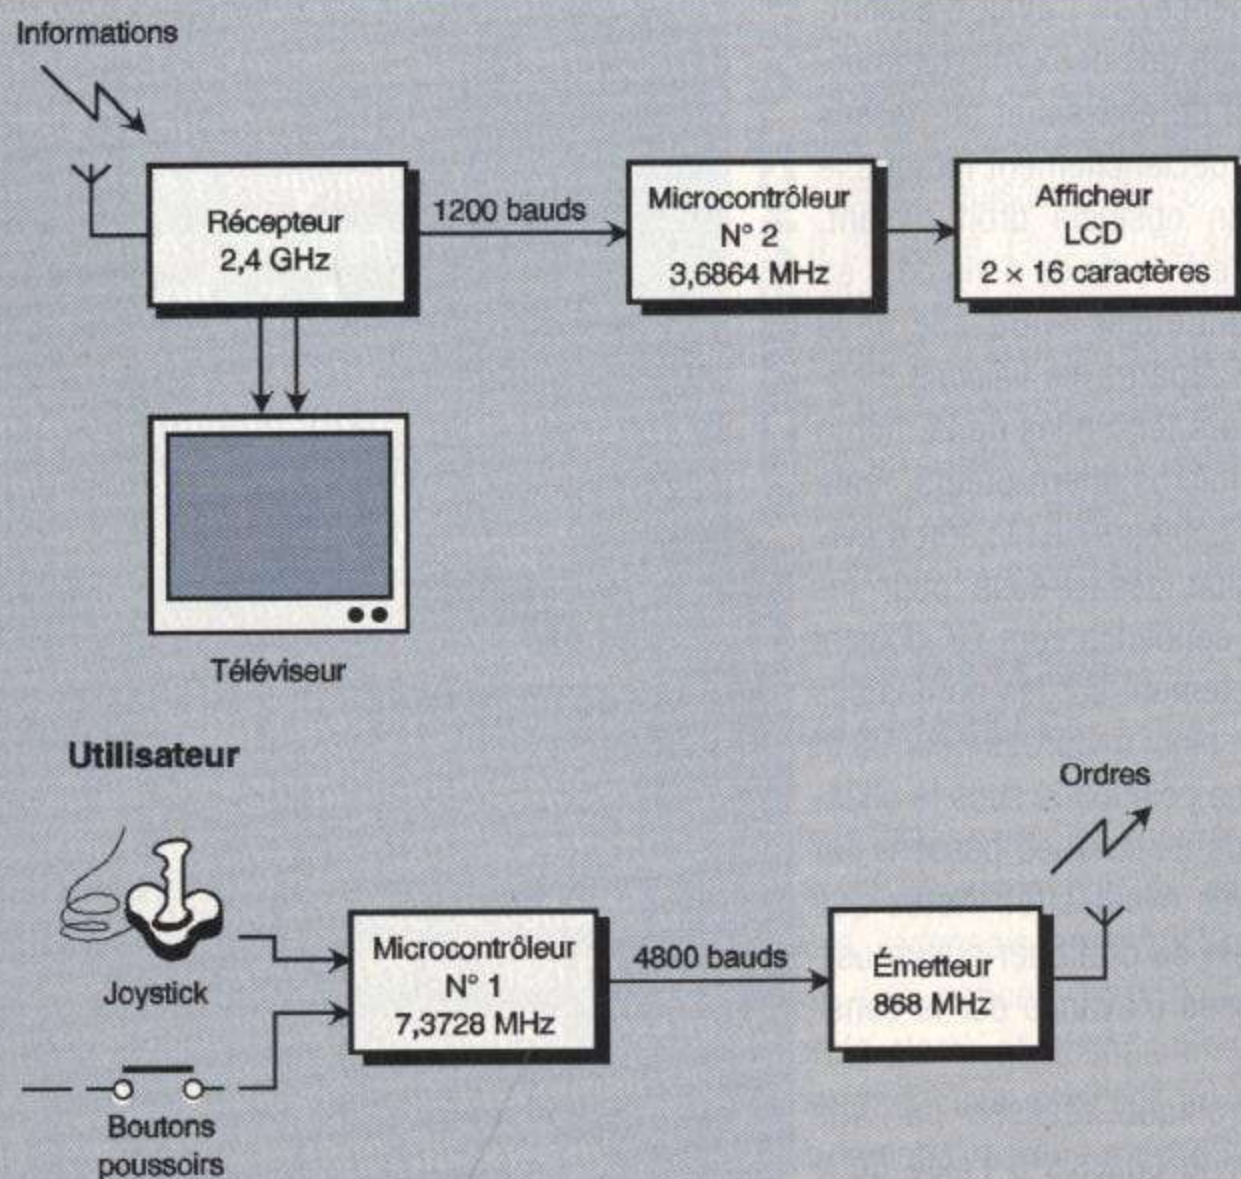 Informations
Récepteur
2,4 GHz
1200 bauds
Microcontrôleur
N° 2
3,6864 MHz
Afficheur
LCD
2 × 16 caractères
Téléviseur
Utilisateur
Joystick
Boutons
poussoirs
Microcontrôleur
N° 1
7,3728 MHz
4800 bauds
Émetteur
868 MHz
Ordres